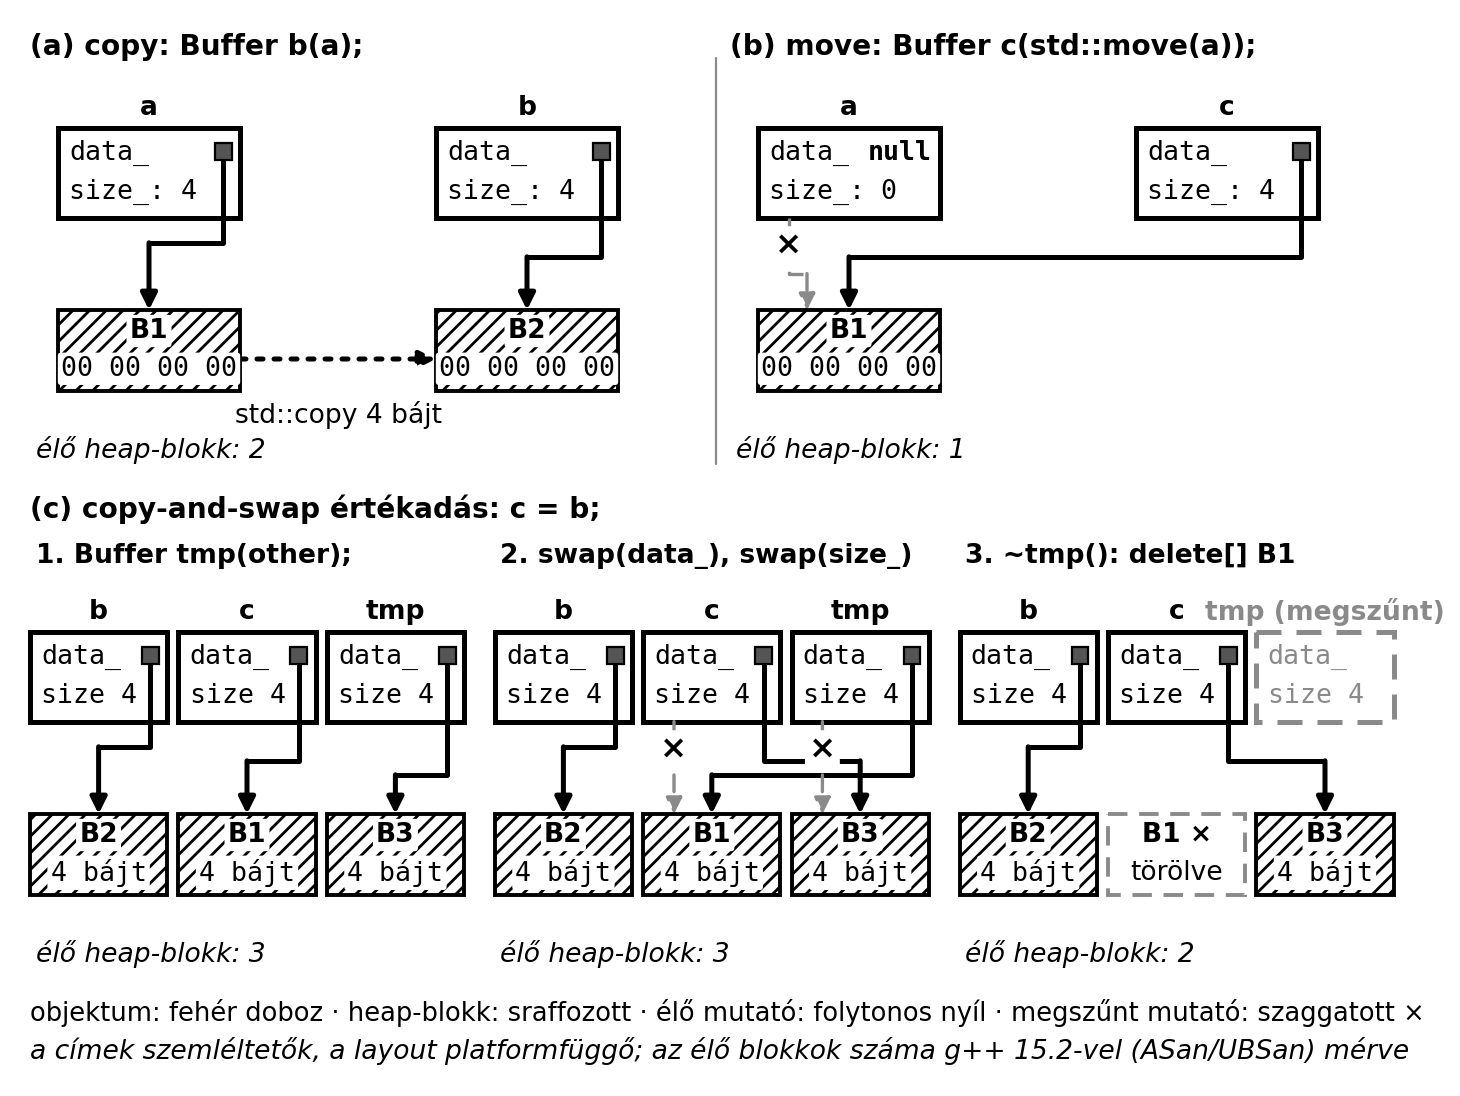 (a) copy: Buffer b(a);
a
b
data_
size_: 4
data_
size_: 4
B1
00 00 00 00
B2
00 00 00 00
std::copy 4 bájt
élő heap-blokk: 2
(b) move: Buffer c(std::move(a));
a
c
data_ null
size_: 0
data_
size_: 4
×
B1
00 00 00 00
élő heap-blokk: 1
(c) copy-and-swap értékadás: c = b;
1. Buffer tmp(other);
b
c
tmp
data_
size 4
data_
size 4
data_
size 4
B2
4 bájt
B1
4 bájt
B3
4 bájt
élő heap-blokk: 3
2. swap(data_), swap(size_)
b
c
tmp
data_
size 4
data_
size 4
data_
size 4
×
×
B2
4 bájt
B1
4 bájt
B3
4 bájt
élő heap-blokk: 3
3. ~tmp(): delete[] B1
b
c
tmp (megszűnt)
data_
size 4
data_
size 4
data_
size 4
B2
4 bájt
B1 ×
törölve
B3
4 bájt
élő heap-blokk: 2
objektum: fehér doboz · heap-blokk: sraffozott · élő mutató: folytonos nyíl · megszűnt mutató: szaggatott ×
a címek szemléltetők, a layout platformfüggő; az élő blokkok száma g++ 15.2-vel (ASan/UBSan) mérve